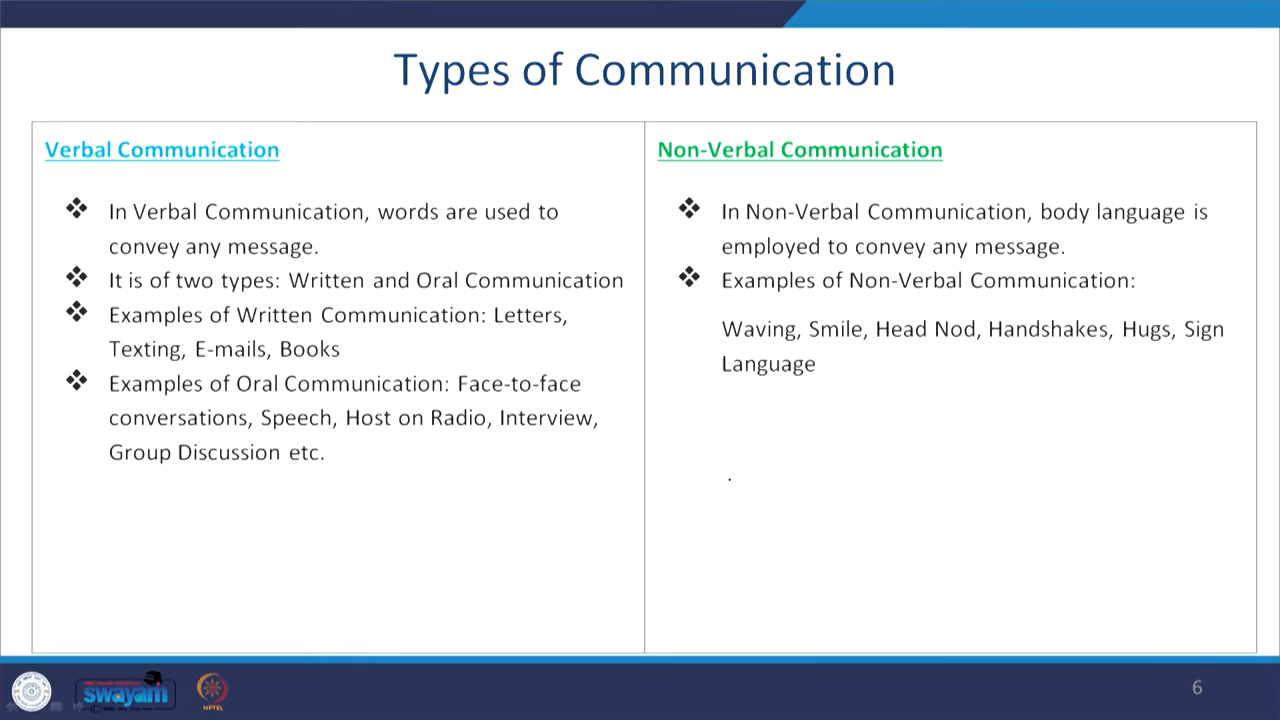 Types of Communication
Verbal Communication
In Verbal Communication, words are used to
convey any message.
It is of two types: Written and Oral Communication
Examples of Written Communication: Letters,
Texting, E-mails, Books
Examples of Oral Communication: Face-to-face
conversations, Speech, Host on Radio, Interview,
Group Discussion etc.
Non-Verbal Communication
In Non-Verbal Communication, body language is
employed to convey any message.
Examples of Non-Verbal Communication:
Waving, Smile, Head Nod, Handshakes, Hugs, Sign
Language
.
swayam
NPTEL
6